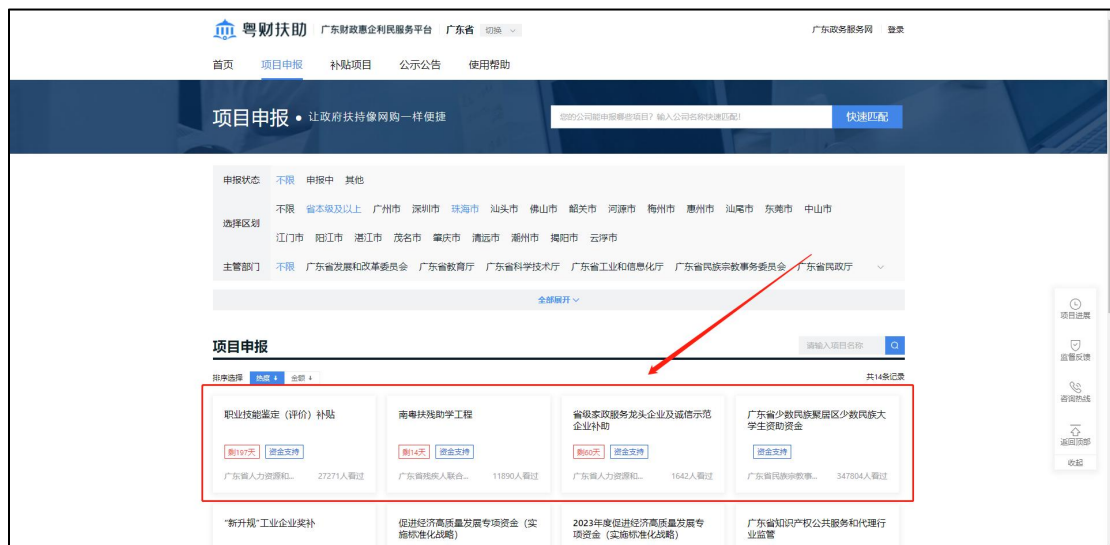 粤财扶助 广东财政惠企利民服务平台 广东省 切换
广东政务服务网 登录
首页 项目申报 补贴项目 公示公告 使用帮助
项目申报 • 让政府扶持像网购一样便捷
您的公司能申报哪些项目？输入公司名称快速匹配！ 快速匹配
申报状态 不限 申报中 其他
选择区划 不限 省本级及以上 广州市 深圳市 珠海市 汕头市 佛山市 韶关市 河源市 梅州市 惠州市 汕尾市 东莞市 中山市
江门市 阳江市 湛江市 茂名市 肇庆市 清远市 潮州市 揭阳市 云浮市
主管部门 不限 广东省发展和改革委员会 广东省教育厅 广东省科学技术厅 广东省工业和信息化厅 广东省民族宗教事务委员会 广东省民政厅
全部展开
项目申报
请输入项目名称
排序选择 热度 金额
共14条记录
职业技能鉴定（评价）补贴
剩197天 资金支持
广东省人力资源和... 27271人看过
南粤扶残助学工程
剩14天 资金支持
广东省残疾人联合... 11890人看过
省级家政服务龙头企业及诚信示范
企业补助
剩60天 资金支持
广东省人力资源和... 1642人看过
广东省少数民族聚居区少数民族大
学生资助资金
资金支持
广东省民族宗教事... 347804人看过
“新升规”工业企业奖补
促进经济高质量发展专项资金（实
施标准化战略）
2023年度促进经济高质量发展专
项资金（实施标准化战略）
广东省知识产权公共服务和代理行
业监管
项目进展
监督反馈
咨询热线
返回顶部
收起